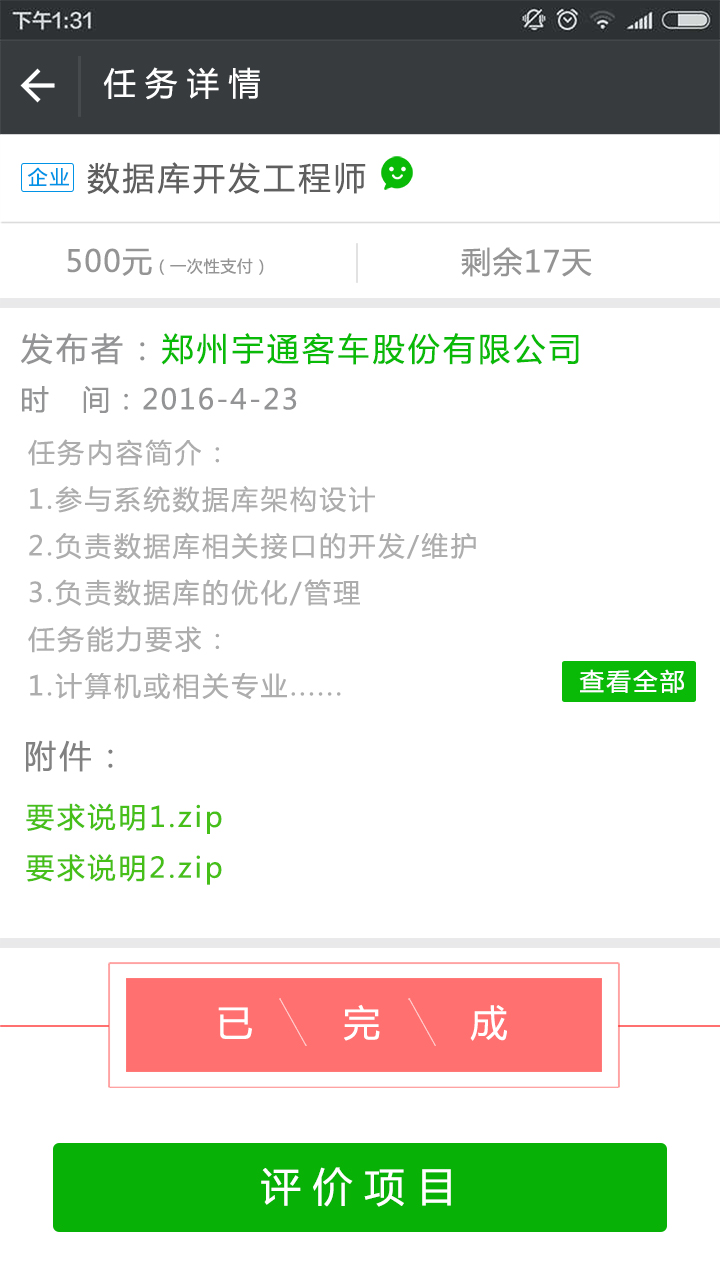 下午1:31
任务详情
企业 数据库开发工程师
500元(一次性支付) 剩余17天
发布者:郑州宇通客车股份有限公司
时 间:2016-4-23
任务内容简介:
1.参与系统数据库架构设计
2.负责数据库相关接口的开发/维护
3.负责数据库的优化/管理
任务能力要求:
1.计算机或相关专业......
查看全部
附件:
要求说明1.zip
要求说明2.zip
已\完\成
评价项目